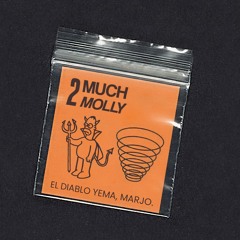 2 MUCH
MOLLY
EL DIABLO YEMA, MARJO.